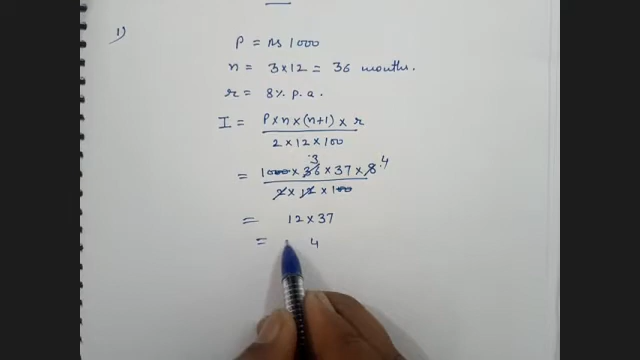 1)
P = Rs 1000
n = 3 × 12 = 36 months.
r = 8% p.a.
I = P × n × (n+1) × r
2 × 12 × 100
3 4
= 1000 × 36 × 37 × 8
2 × 12 × 100
= 12 × 37
= 4